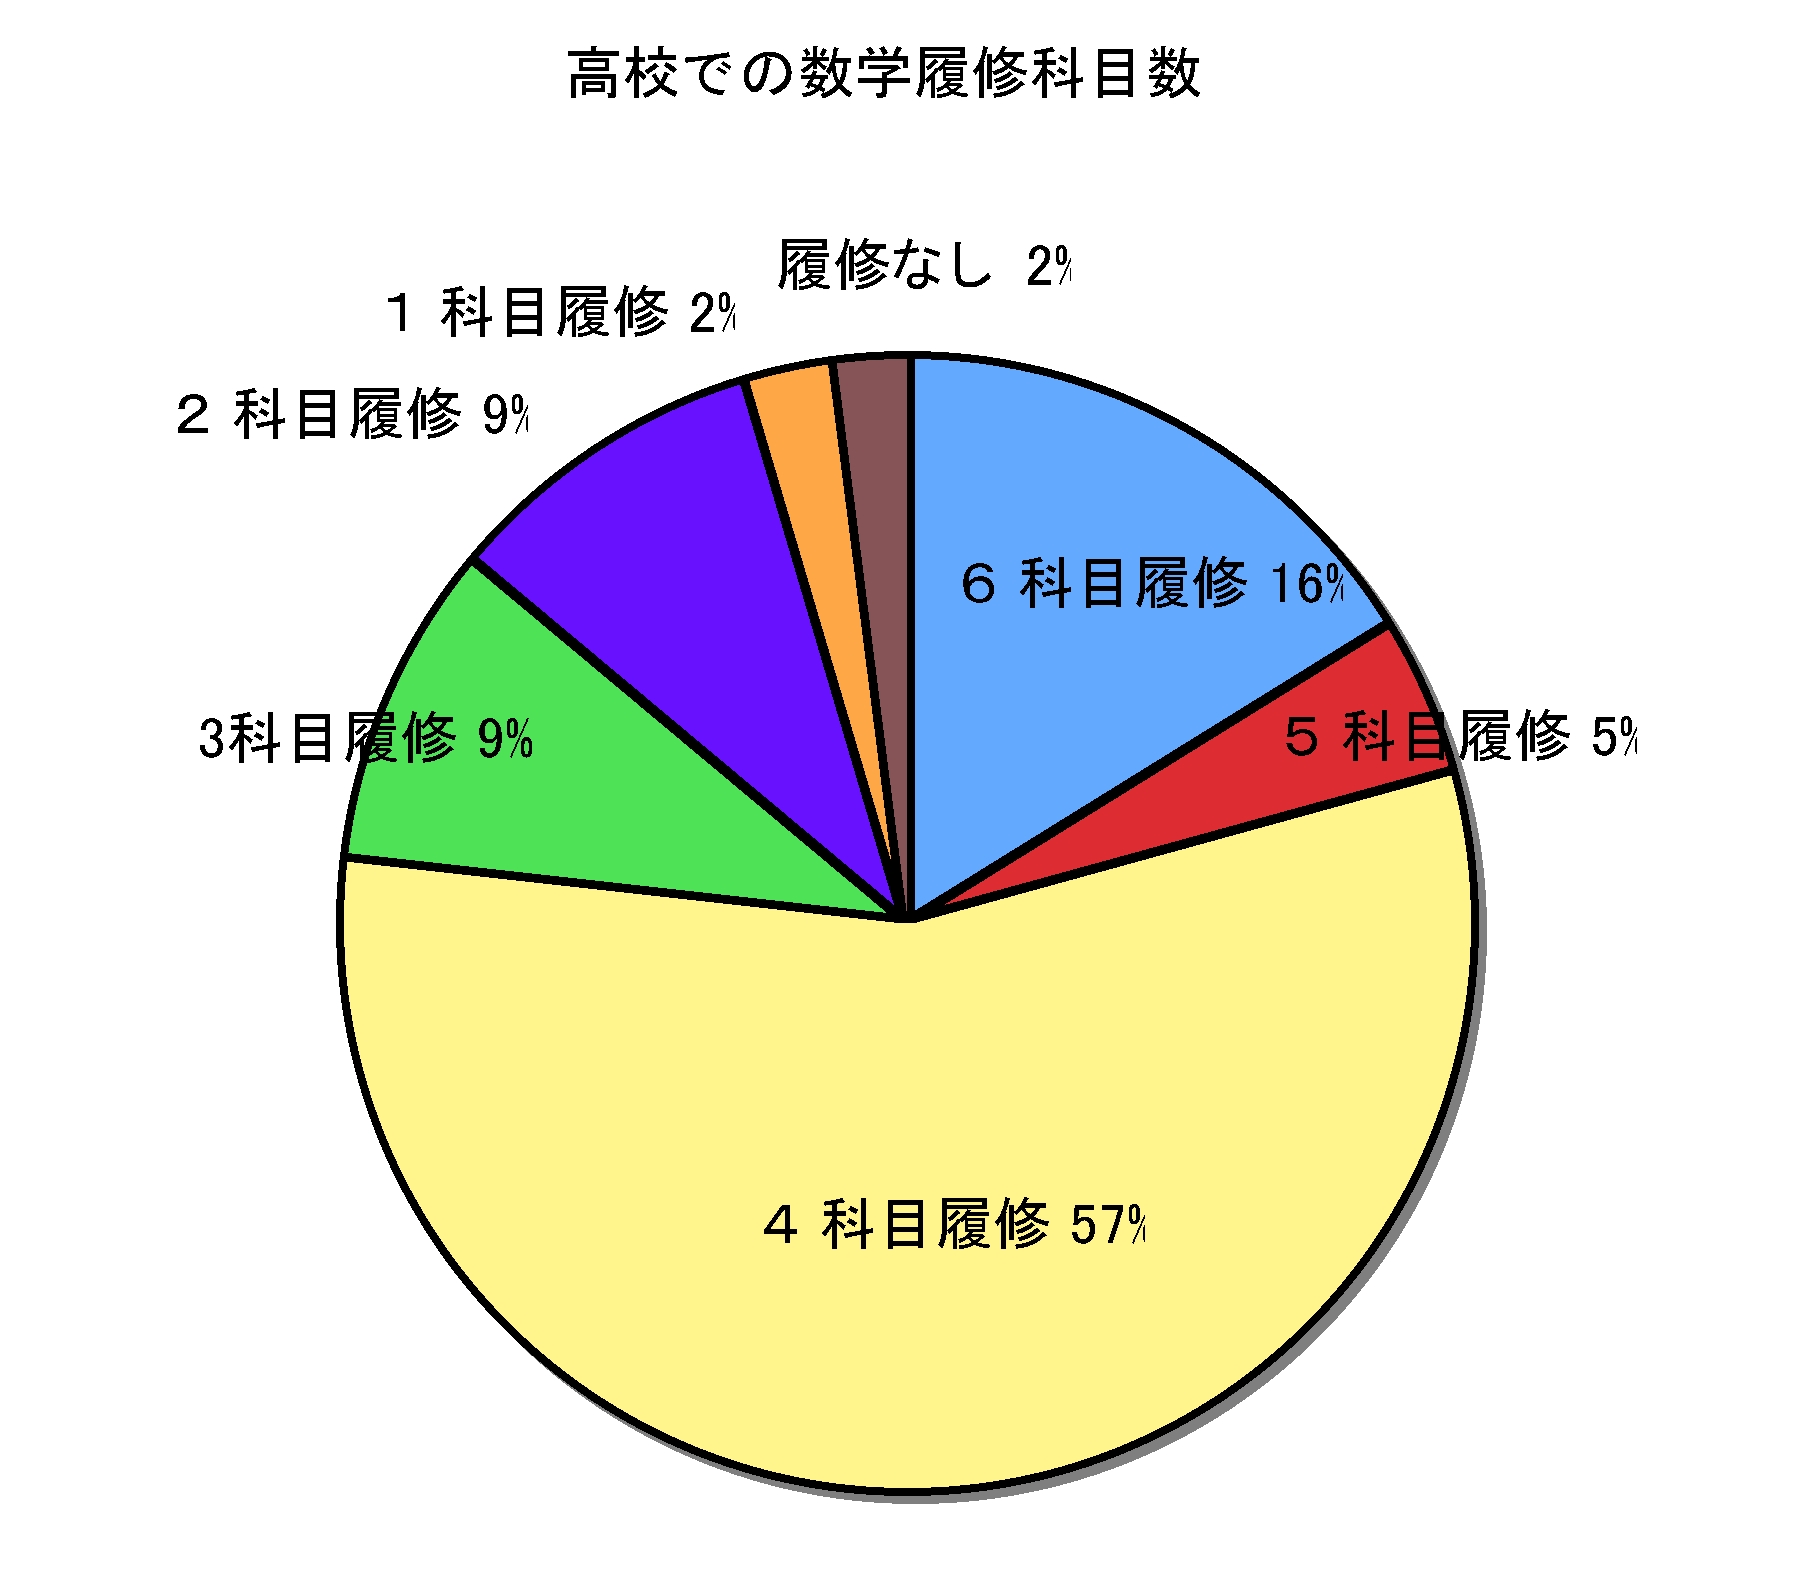 高校での数学履修科目数
履修なし 2%
１ 科目履修 2%
２ 科目履修 9%
６ 科目履修 16%
3科目履修 9%
５ 科目履修 5%
４ 科目履修 57%